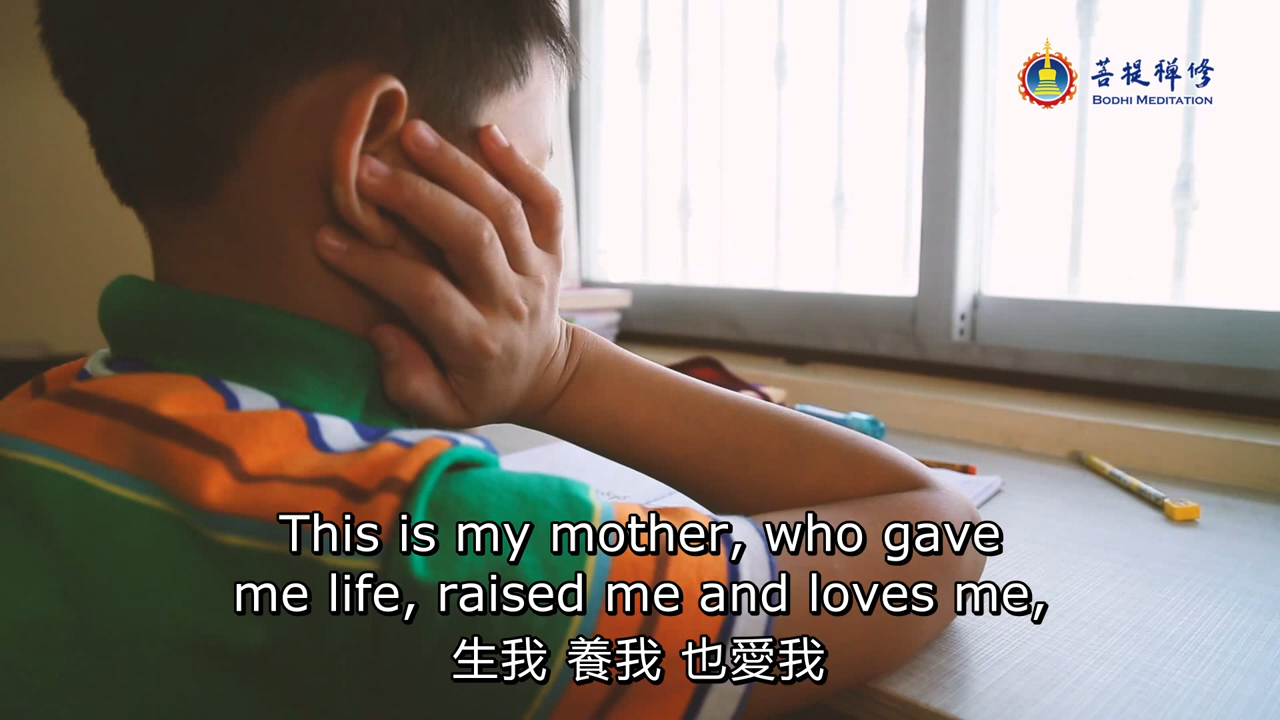 菩提禪修
BODHI MEDITATION
This is my mother, who gave
me life, raised me and loves me,
生我 養我 也愛我